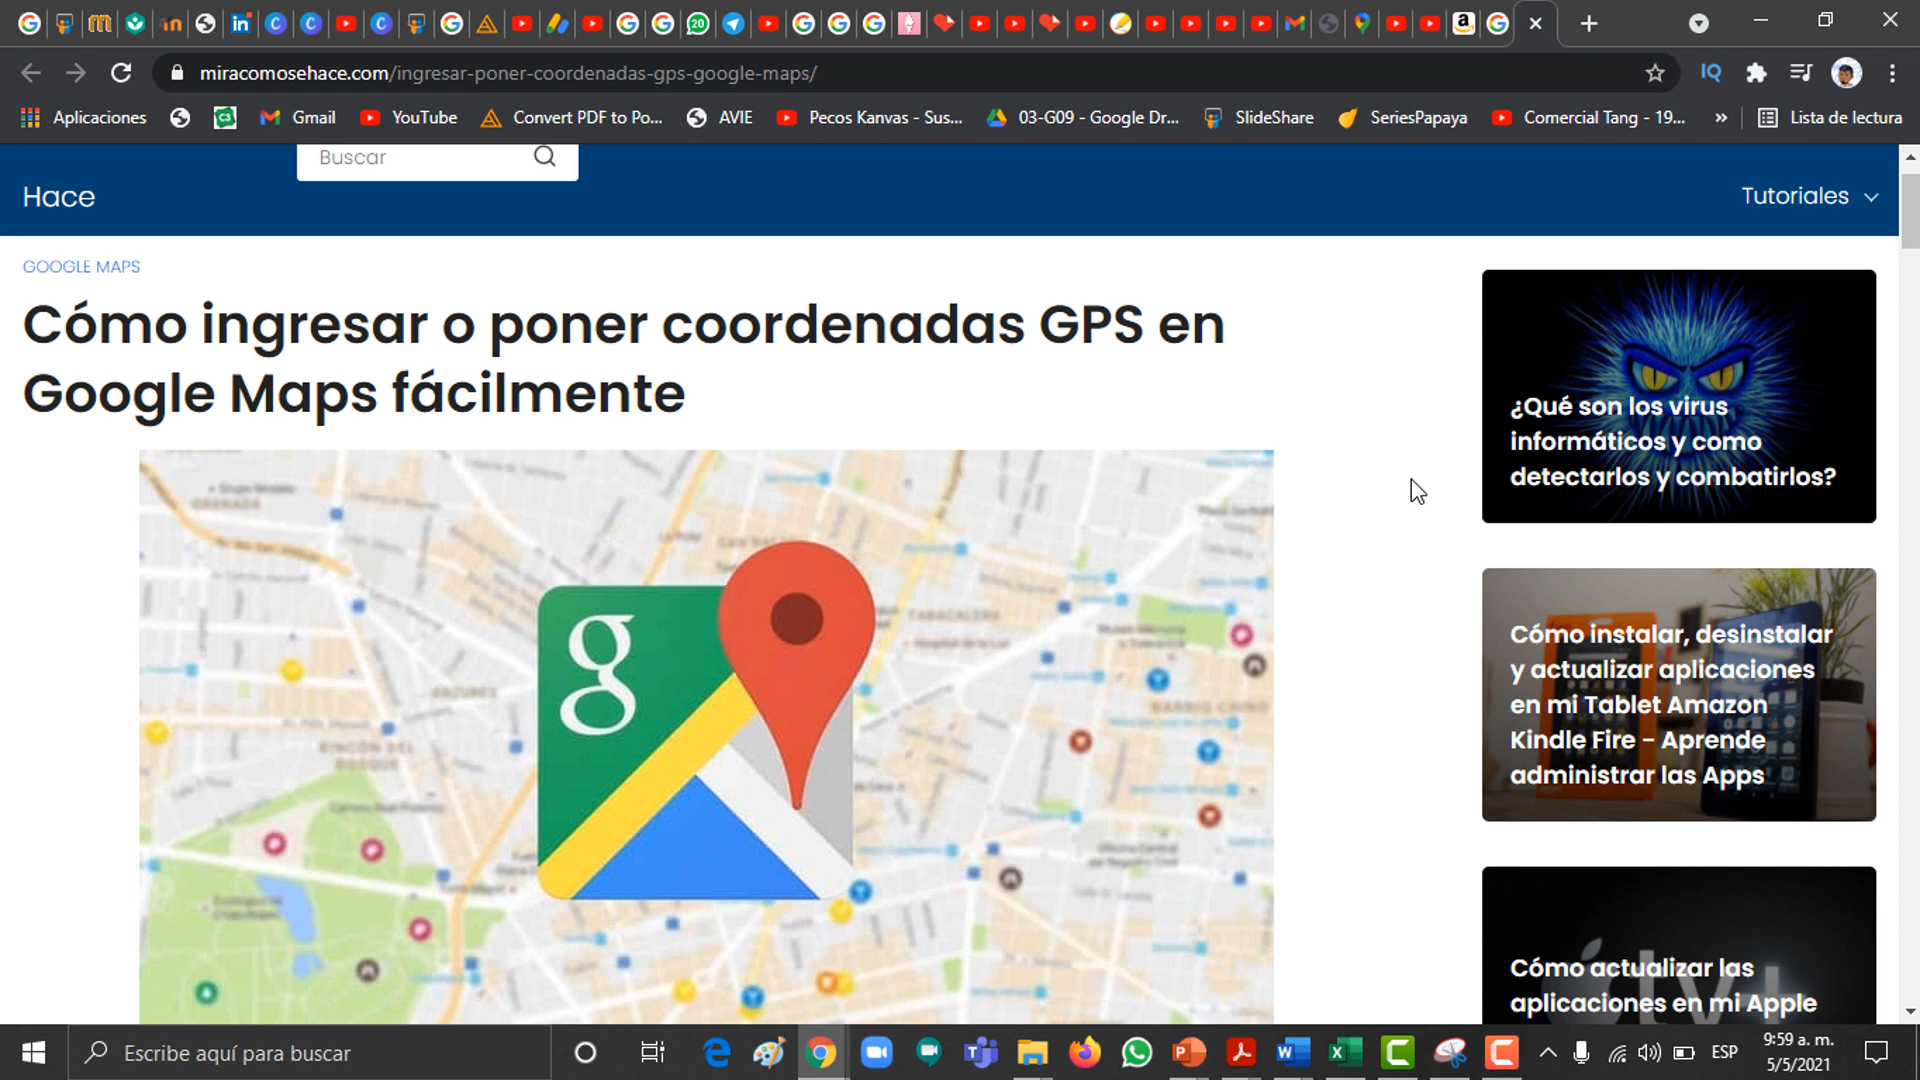 miracomosehace.com/ingresar-poner-coordenadas-gps-google-maps/
Aplicaciones
Gmail
YouTube
Convert PDF to Po...
AVIE
Pecos Kanvas - Sus...
03-G09 - Google Dr...
SlideShare
SeriesPapaya
Comercial Tang - 19...
»
Lista de lectura
Buscar
Hace
Tutoriales
GOOGLE MAPS
Cómo ingresar o poner coordenadas GPS en
Google Maps fácilmente
g
¿Qué son los virus
informáticos y como
detectarlos y combatirlos?
Cómo instalar, desinstalar
y actualizar aplicaciones
en mi Tablet Amazon
Kindle Fire - Aprende
administrar las Apps
Cómo actualizar las
aplicaciones en mi Apple
Escribe aquí para buscar
ESP
9:59 a. m.
5/5/2021